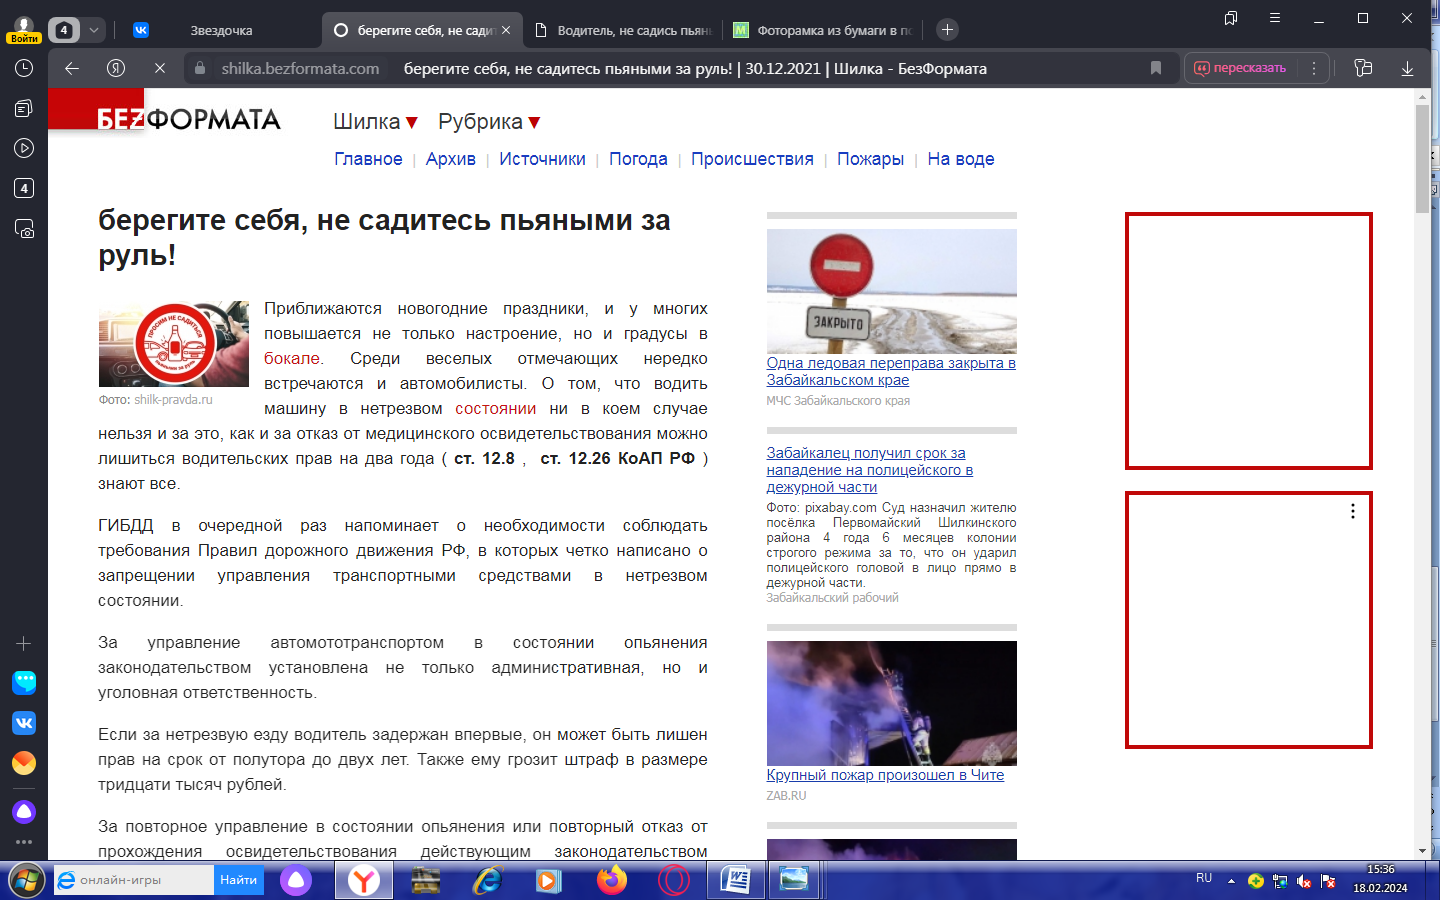 Войти
4
Звездочка
берегите себя, не садит
Водитель, не садись пьянь
Фоторамка из бумаги в по
shilka.bezformata.com
берегите себя, не садитесь пьяными за руль! | 30.12.2021 | Шилка - БезФормата
пересказать
4
БЕZФОРМАТА
Шилка▼ Рубрика▼
Главное | Архив | Источники | Погода | Происшествия | Пожары | На воде
берегите себя, не садитесь пьяными за
руль!
ПРОСИМ НЕ САДИТЬСЯ
ПЬЯНЫМИ ЗА РУЛЬ
Фото: shilk-pravda.ru
Приближаются новогодние праздники, и у многих
повышается не только настроение, но и градусы в
бокале. Среди веселых отмечающих нередко
встречаются и автомобилисты. О том, что водить
машину в нетрезвом состоянии ни в коем случае
нельзя и за это, как и за отказ от медицинского освидетельствования можно
лишиться водительских прав на два года ( ст. 12.8 , ст. 12.26 КоАП РФ )
знают все.
ГИБДД в очередной раз напоминает о необходимости соблюдать
требования Правил дорожного движения РФ, в которых четко написано о
запрещении управления транспортными средствами в нетрезвом
состоянии.
За управление автомототранспортом в состоянии опьянения
законодательством установлена не только административная, но и
уголовная ответственность.
Если за нетрезвую езду водитель задержан впервые, он может быть лишен
прав на срок от полутора до двух лет. Также ему грозит штраф в размере
тридцати тысяч рублей.
За повторное управление в состоянии опьянения или повторный отказ от
прохождения освидетельствования действующим законодательством
ЗАКРЫТО
Одна ледовая переправа закрыта в
Забайкальском крае
МЧС Забайкальского края
Забайкалец получил срок за
нападение на полицейского в
дежурной части
Фото: pixabay.com Суд назначил жителю
посёлка Первомайский Шилкинского
района 4 года 6 месяцев колонии
строгого режима за то, что он ударил
полицейского головой в лицо прямо в
дежурной части.
Забайкальский рабочий
Крупный пожар произошел в Чите
ZAB.RU
онлайн-игры
Найти
RU
15:36
18.02.2024